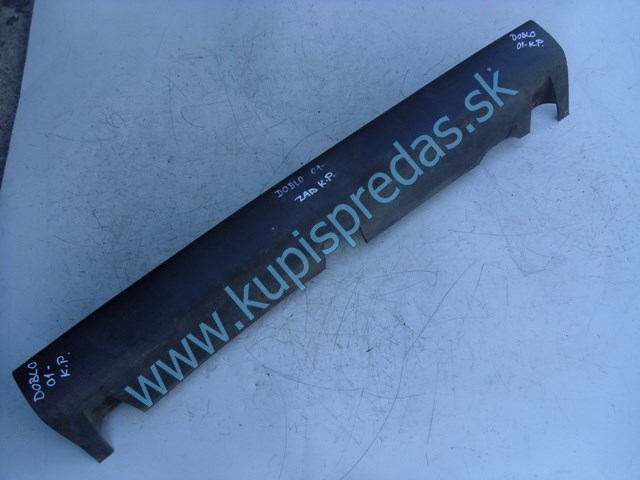 DOBLO
01-K.P.
DOBLO 01-
ZAD K.P.
www.kupispredas.sk
DOBLO
01-
K.P.